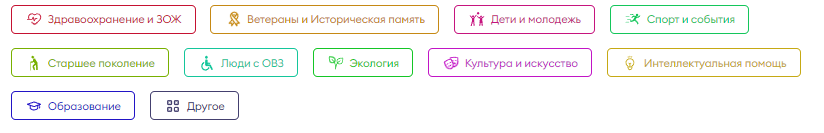 Здравоохранение и ЗОЖ
Ветераны и Историческая память
Дети и молодежь
Спорт и события
Старшее поколение
Люди с ОВЗ
Экология
Культура и искусство
Интеллектуальная помощь
Образование
Другое